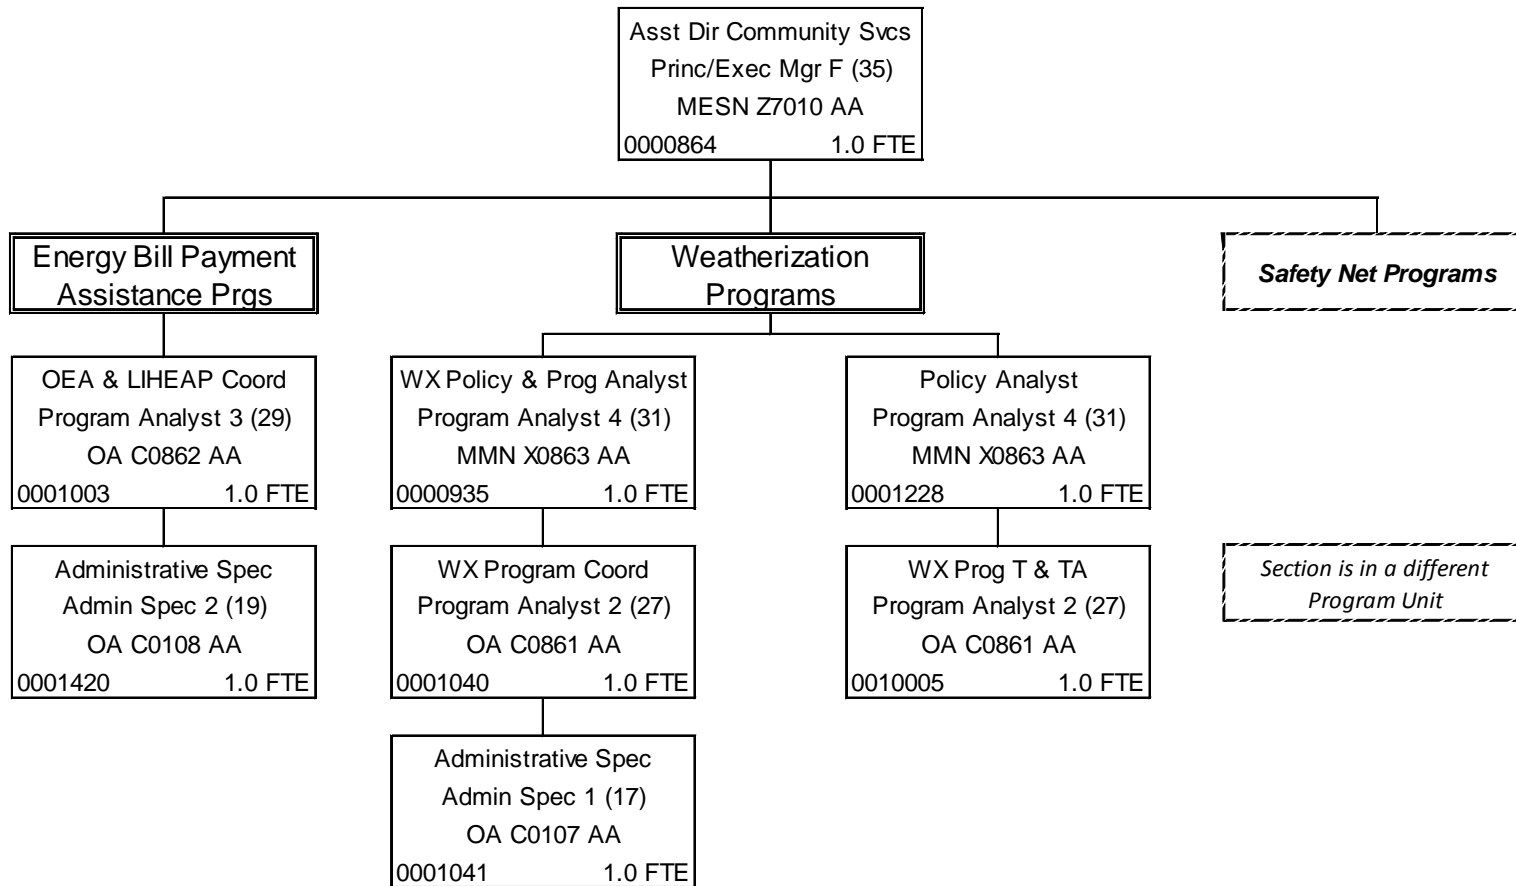 Asst Dir Community Svcs
Princ/Exec Mgr F (35)
MESN Z7010 AA
0000864 1.0 FTE
Energy Bill Payment
Assistance Prgs
Weatherization
Programs
Safety Net Programs
OEA & LIHEAP Coord
Program Analyst 3 (29)
OA C0862 AA
0001003 1.0 FTE
WX Policy & Prog Analyst
Program Analyst 4 (31)
MMN X0863 AA
0000935 1.0 FTE
Policy Analyst
Program Analyst 4 (31)
MMN X0863 AA
0001228 1.0 FTE
Administrative Spec
Admin Spec 2 (19)
OA C0108 AA
0001420 1.0 FTE
WX Program Coord
Program Analyst 2 (27)
OA C0861 AA
0001040 1.0 FTE
WX Prog T & TA
Program Analyst 2 (27)
OA C0861 AA
0010005 1.0 FTE
Section is in a different
Program Unit
Administrative Spec
Admin Spec 1 (17)
OA C0107 AA
0001041 1.0 FTE